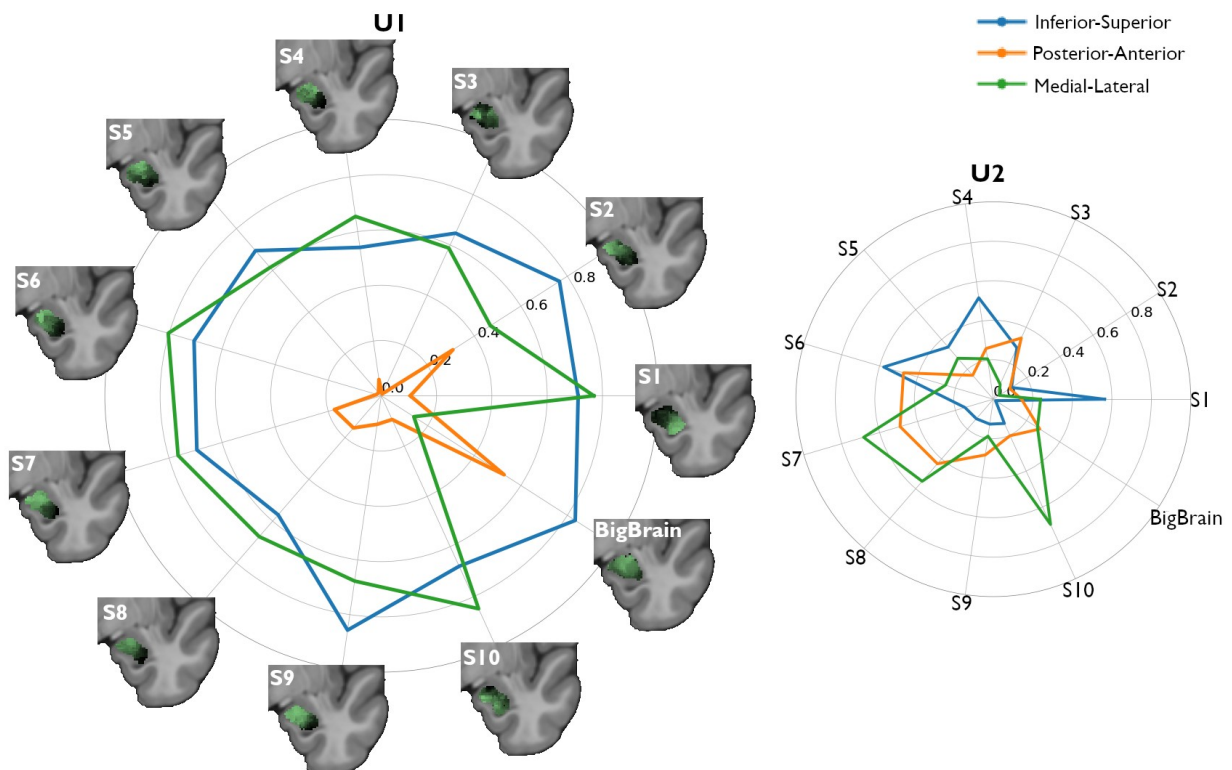 U1
Inferior-Superior
Posterior-Anterior
Medial-Lateral
S4
S3
S5
S2
S6
S1
S7
BigBrain
S8
S9
S10
0.0
0.2
0.4
0.6
0.8
U2
S4
S3
S5
S2
S6
S1
S7
BigBrain
S8
S9
S10
0.0
0.2
0.4
0.6
0.8